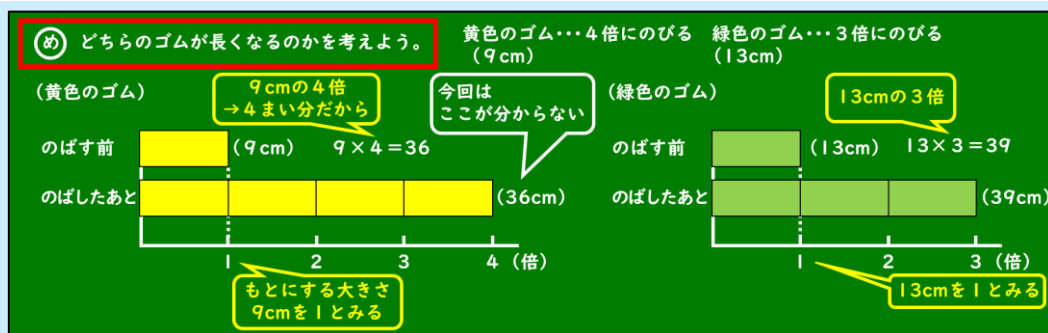 め どちらのゴムが長くなるのかを考えよう。
黄色のゴム・・・4倍にのびる
(9cm)
緑色のゴム・・・3倍にのびる
(13cm)
(黄色のゴム)
9cmの4倍
→4まい分だから
今回は
ここが分からない
のばす前
(9cm)
9×4=36
のばしたあと
(36cm)
1 2 3 4 (倍)
もとにする大きさ
9cmを1とみる
(緑色のゴム)
13cmの3倍
のばす前
(13cm)
13×3=39
のばしたあと
(39cm)
1 2 3 (倍)
13cmを1とみる